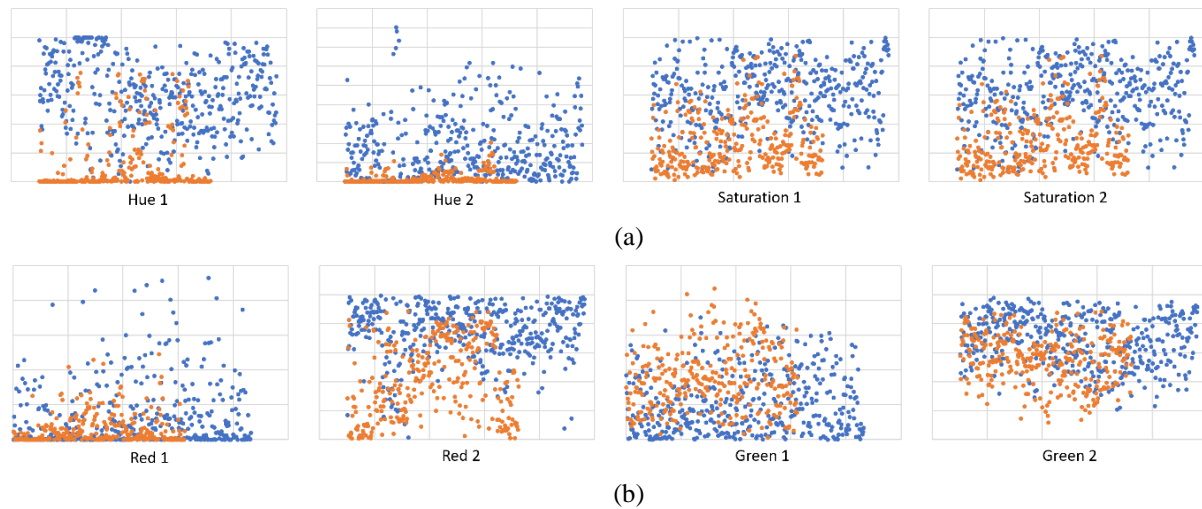 Hue 1 Hue 2 Saturation 1 Saturation 2
(a)
Red 1 Red 2 Green 1 Green 2
(b)